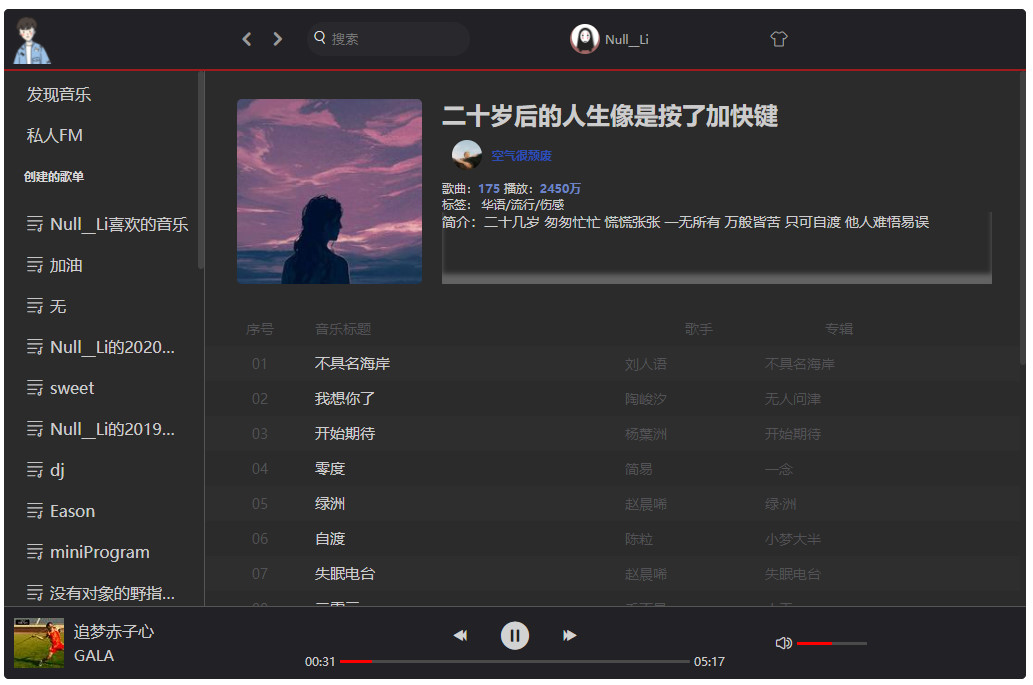 搜索
Null__Li
发现音乐
私人FM
创建的歌单
Null__Li喜欢的音乐
加油
无
Null__Li的2020...
sweet
Null__Li的2019...
dj
Eason
miniProgram
没有对象的野指...
二十岁后的人生像是按了加快键
空气很颓废
歌曲: 175 播放: 2450万
标签: 华语/流行/伤感
简介: 二十几岁 匆匆忙忙 慌慌张张 一无所有 万般皆苦 只可自渡 他人难悟易误
序号 音乐标题 歌手 专辑
01 不具名海岸 刘人语 不具名海岸
02 我想你了 陶峻汐 无人问津
03 开始期待 杨蕞洲 开始期待
04 零度 简易 一念
05 绿洲 赵晨晞 绿·洲
06 自渡 陈粒 小梦大半
07 失眠电台 赵晨晞 失眠电台
追梦赤子心
GALA
00:31 05:17